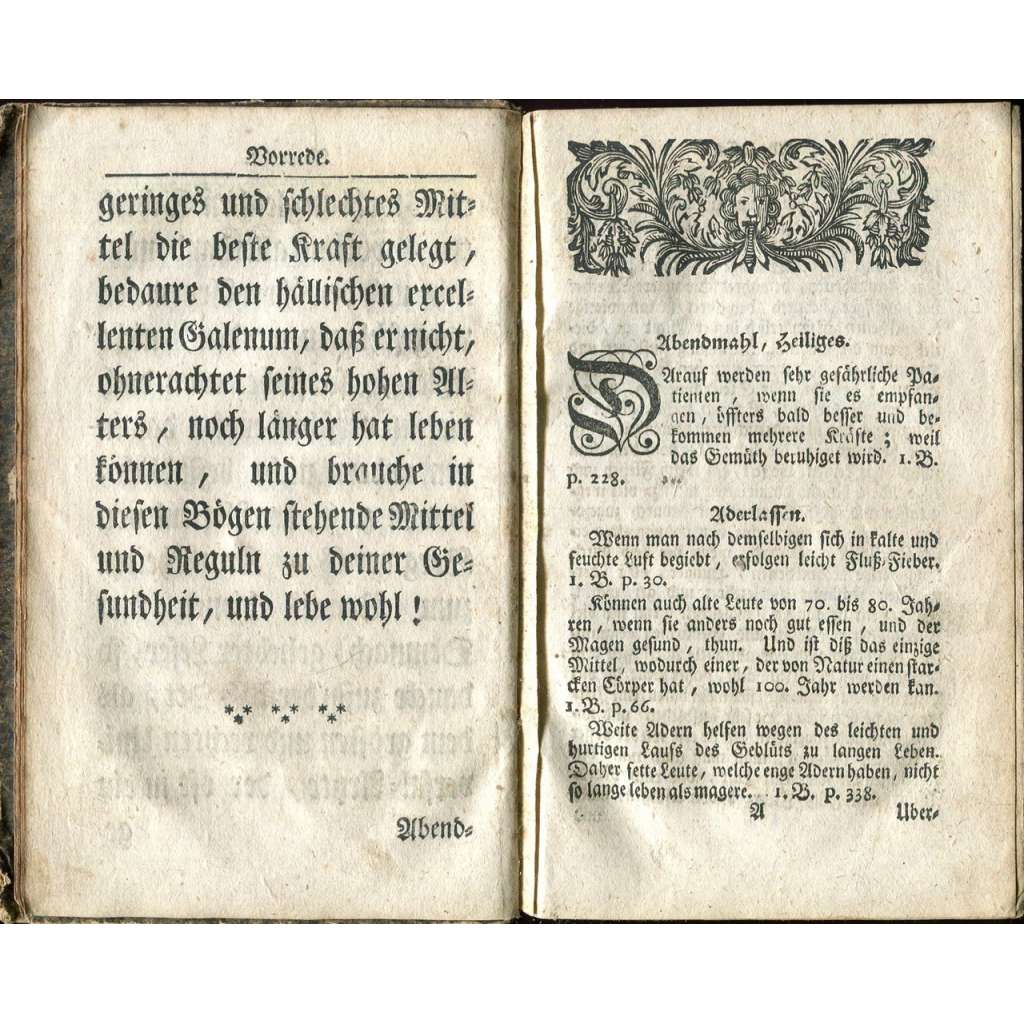 Vorrede.
geringes und schlechtes Mit-
tel die beste Kraft gelegt,
bedaure den hällischen excel-
lenten Galenum, daß er nicht,
ohnerachtet seines hohen Al-
ters, noch länger hat leben
können, und brauche in
diesen Bögen stehende Mittel
und Reguln zu deiner Ge-
sundheit, und lebe wohl!
Abend-
Abendmahl, Heiliges.
DArauf werden sehr gefährliche Pa-
tienten, wenn sie es empfan-
gen, öffters bald besser und be-
kommen mehrere Kräfte; weil
das Gemüth beruhiget wird. 1. B.
p. 228.
Aderlassen.
Wenn man nach demselbigen sich in kalte und
feuchte Luft begiebt, erfolgen leicht Fluß-Fieber.
1. B. p. 30.
Können auch alte Leute von 70. bis 80. Jah-
ren, wenn sie anders noch gut essen, und der
Magen gesund, thun. Und ist diß das einzige
Mittel, wodurch einer, der von Natur einen star-
cken Cörper hat, wohl 100. Jahr werden kan.
1. B. p. 66.
Weite Adern helfen wegen des leichten und
hurtigen Laufs des Geblüts zu langen Leben.
Daher fette Leute, welche enge Adern haben, nicht
so lange leben als magere. 1. B. p. 338.
A Uber-